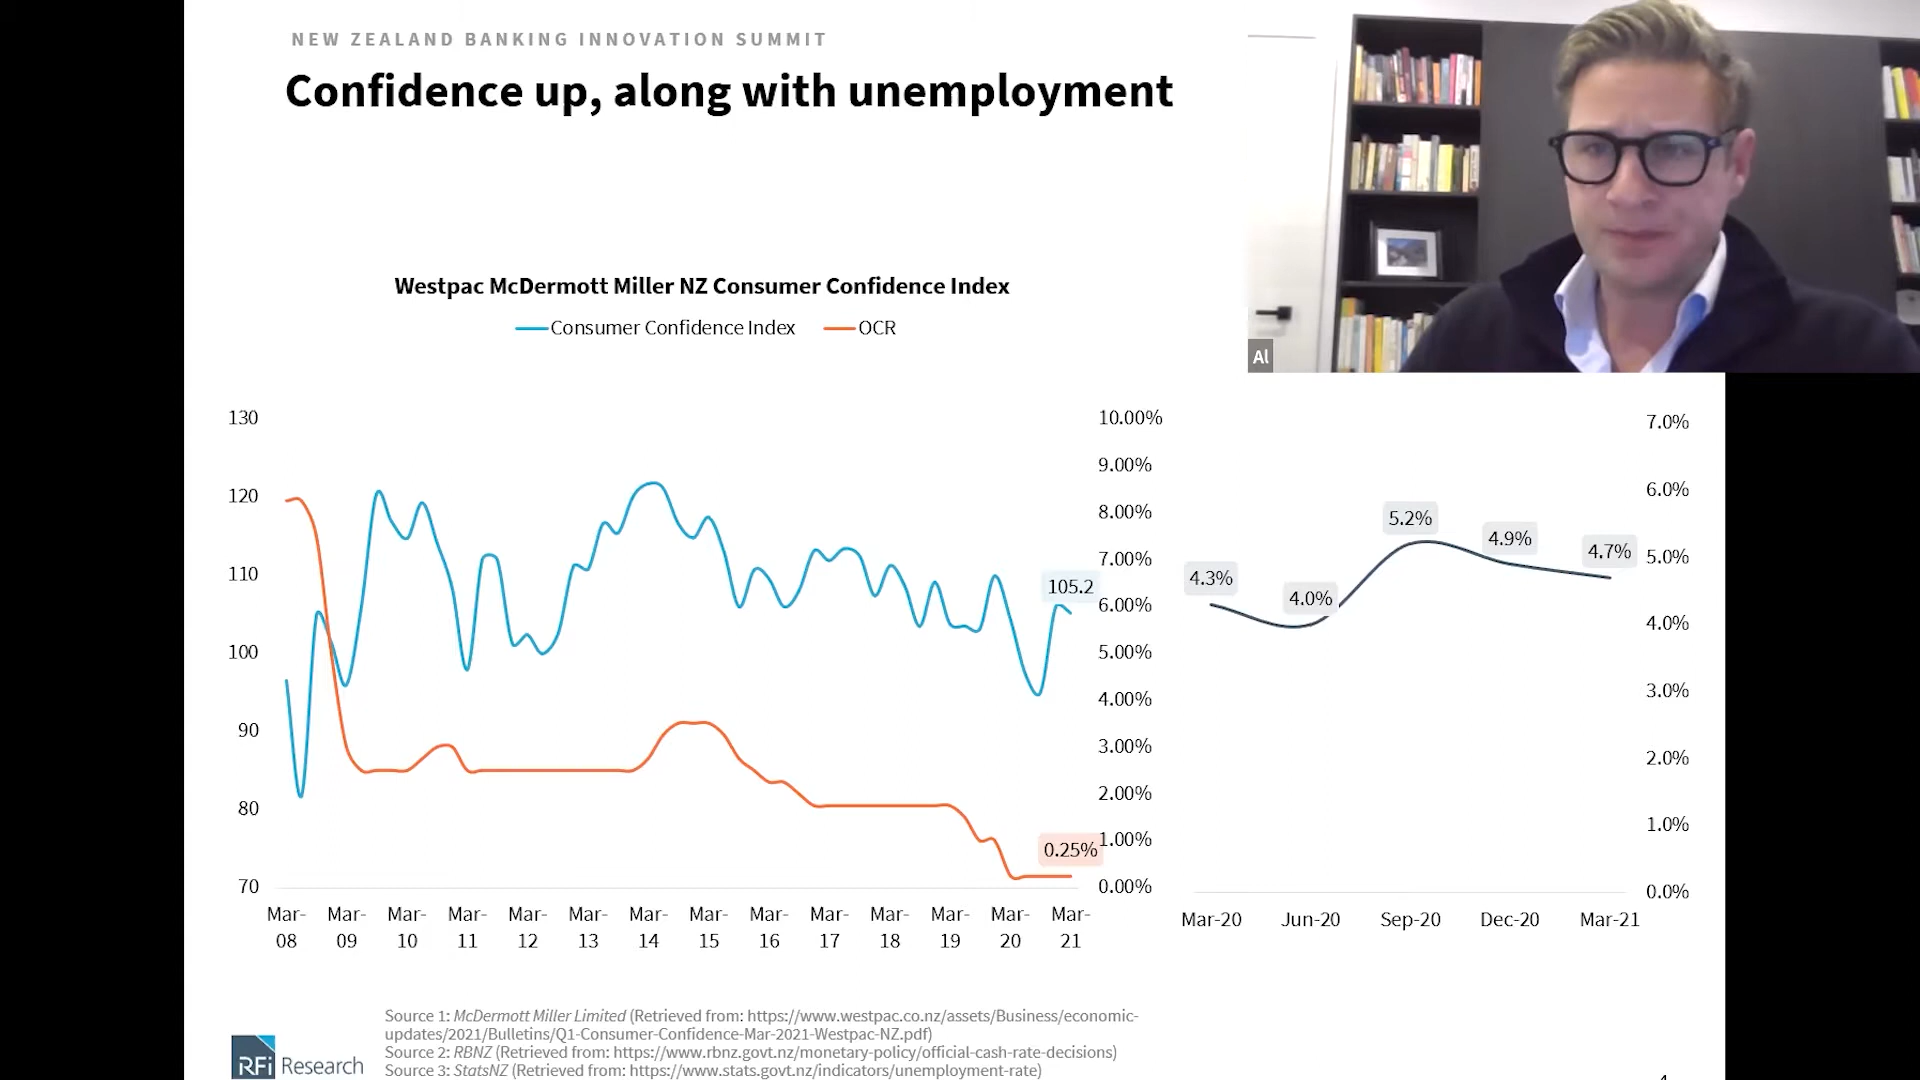 NEW ZEALAND BANKING INNOVATION SUMMIT
Confidence up, along with unemployment
Al
Westpac McDermott Miller NZ Consumer Confidence Index
Consumer Confidence Index OCR
130
120
110
100
90
80
70
10.00%
9.00%
8.00%
7.00%
6.00%
5.00%
4.00%
3.00%
2.00%
1.00%
0.00%
105.2
0.25%
Mar-08 Mar-09 Mar-10 Mar-11 Mar-12 Mar-13 Mar-14 Mar-15 Mar-16 Mar-17 Mar-18 Mar-19 Mar-20 Mar-21
4.3%
4.0%
5.2%
4.9%
4.7%
7.0%
6.0%
5.0%
4.0%
3.0%
2.0%
1.0%
0.0%
Mar-20 Jun-20 Sep-20 Dec-20 Mar-21
RFi Research
Source 1: McDermott Miller Limited (Retrieved from: https://www.westpac.co.nz/assets/Business/economic-
updates/2021/Bulletins/Q1-Consumer-Confidence-Mar-2021-Westpac-NZ.pdf)
Source 2: RBNZ (Retrieved from: https://www.rbnz.govt.nz/monetary-policy/official-cash-rate-decisions)
Source 3: StatsNZ (Retrieved from: https://www.stats.govt.nz/indicators/unemployment-rate)